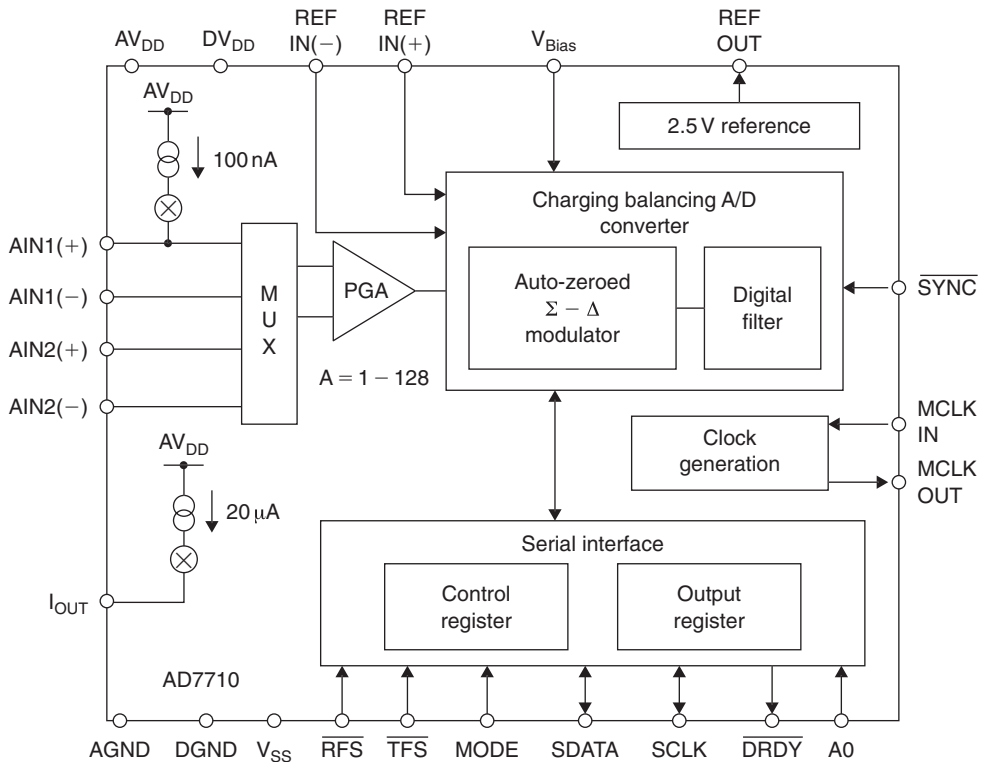 AVDD
DVDD
REF IN(−)
REF IN(+)
VBias
REF OUT
AVDD
100 nA
2.5 V reference
Charging balancing A/D converter
Auto-zeroed Σ − Δ modulator
Digital filter
AIN1(+)
AIN1(−)
AIN2(+)
AIN2(−)
MUX
PGA
A = 1 − 128
SYNC
MCLK IN
MCLK OUT
Clock generation
AVDD
20 μA
IOUT
Serial interface
Control register
Output register
AD7710
AGND
DGND
VSS
RFS
TFS
MODE
SDATA
SCLK
DRDY
A0